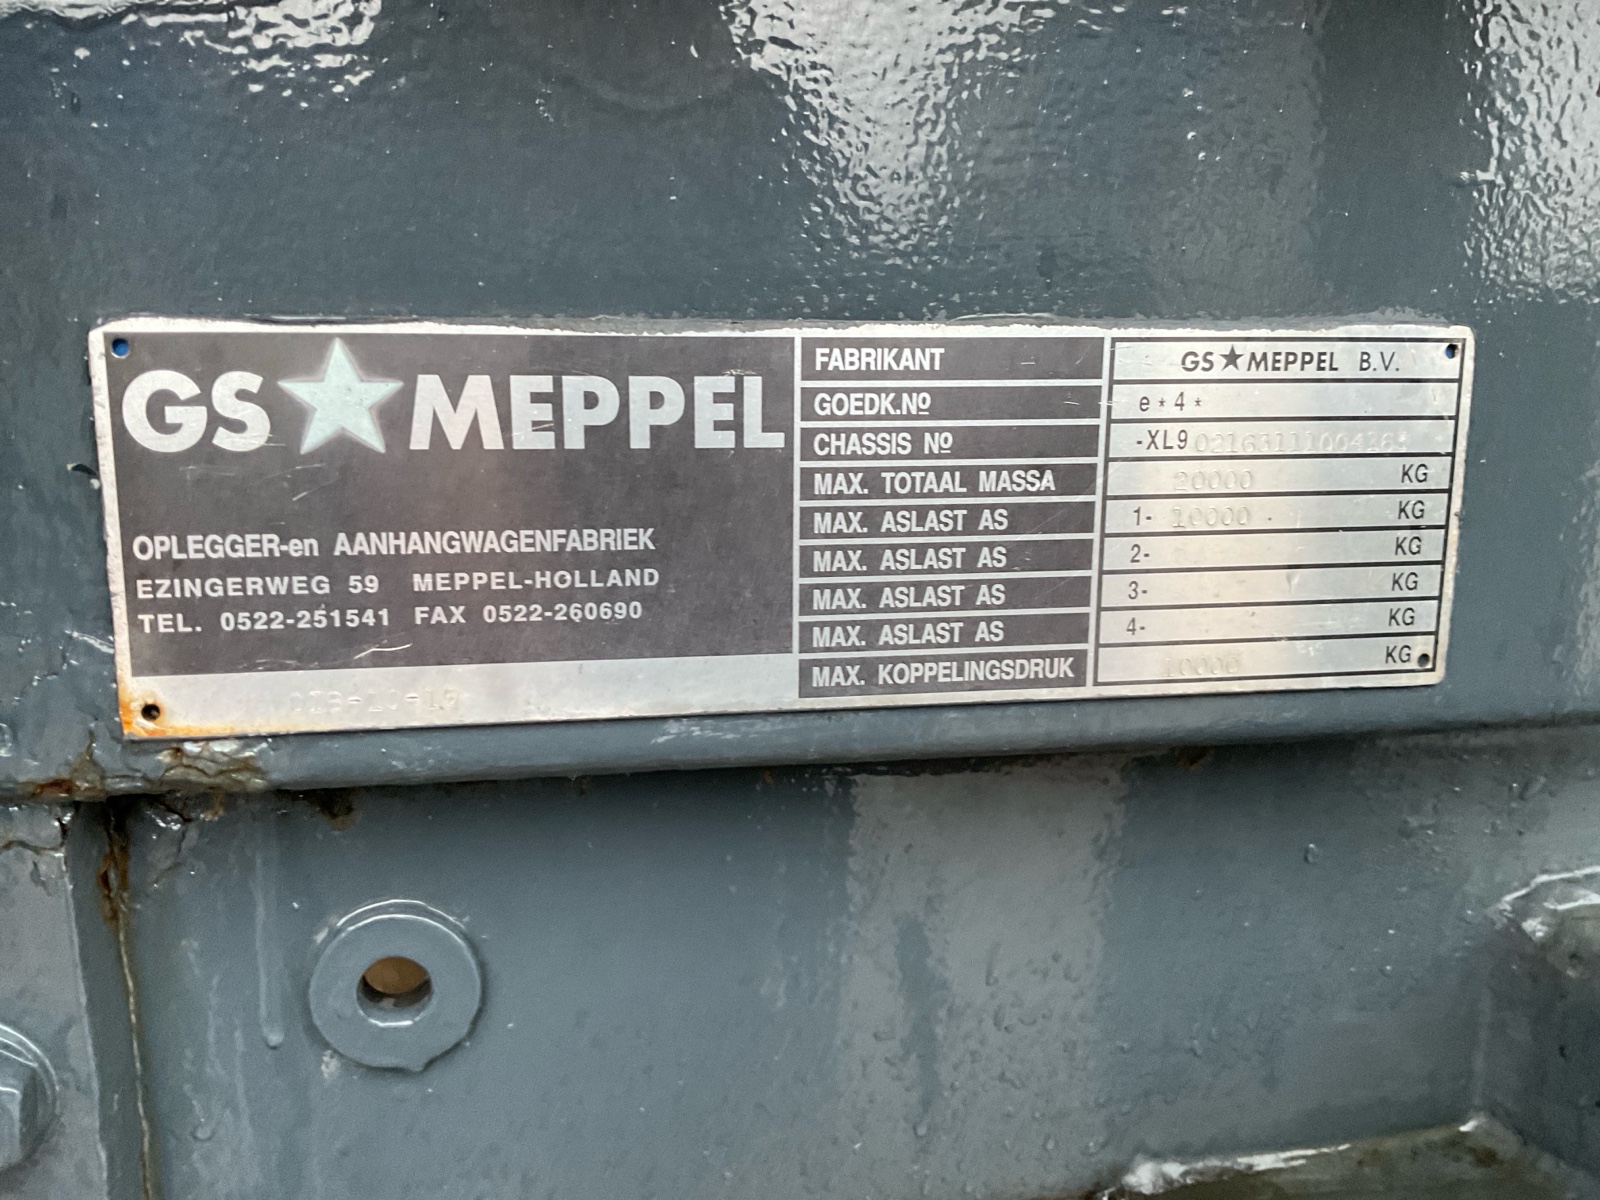 GS★MEPPEL
OPLEGGER-en AANHANGWAGENFABRIEK
EZINGERWEG 59 MEPPEL-HOLLAND
TEL. 0522-251541 FAX 0522-260690
FABRIKANT GS★MEPPEL B.V.
GOEDK.Nº e*4*
CHASSIS Nº -XL9
MAX. TOTAAL MASSA 20000 KG
MAX. ASLAST AS 1- 10000 KG
MAX. ASLAST AS 2- KG
MAX. ASLAST AS 3- KG
MAX. ASLAST AS 4- KG
MAX. KOPPELINGSDRUK 10000 KG